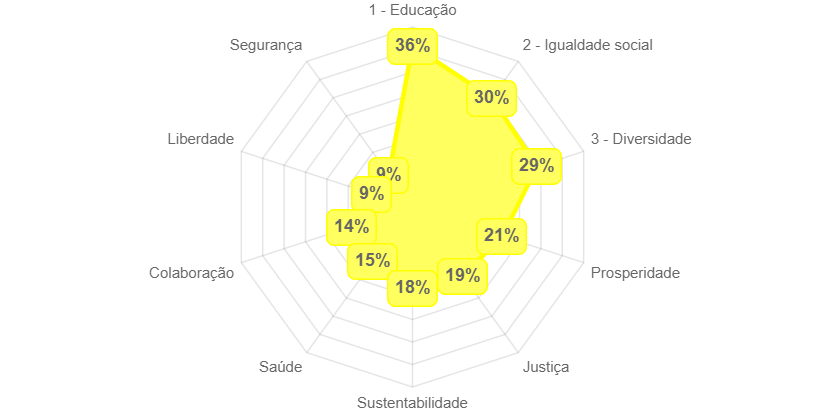 1 - Educação
Segurança
2 - Igualdade social
36%
30%
Liberdade
3 - Diversidade
29%
9%
9%
14%
21%
15%
19%
18%
Colaboração
Prosperidade
Saúde
Justiça
Sustentabilidade